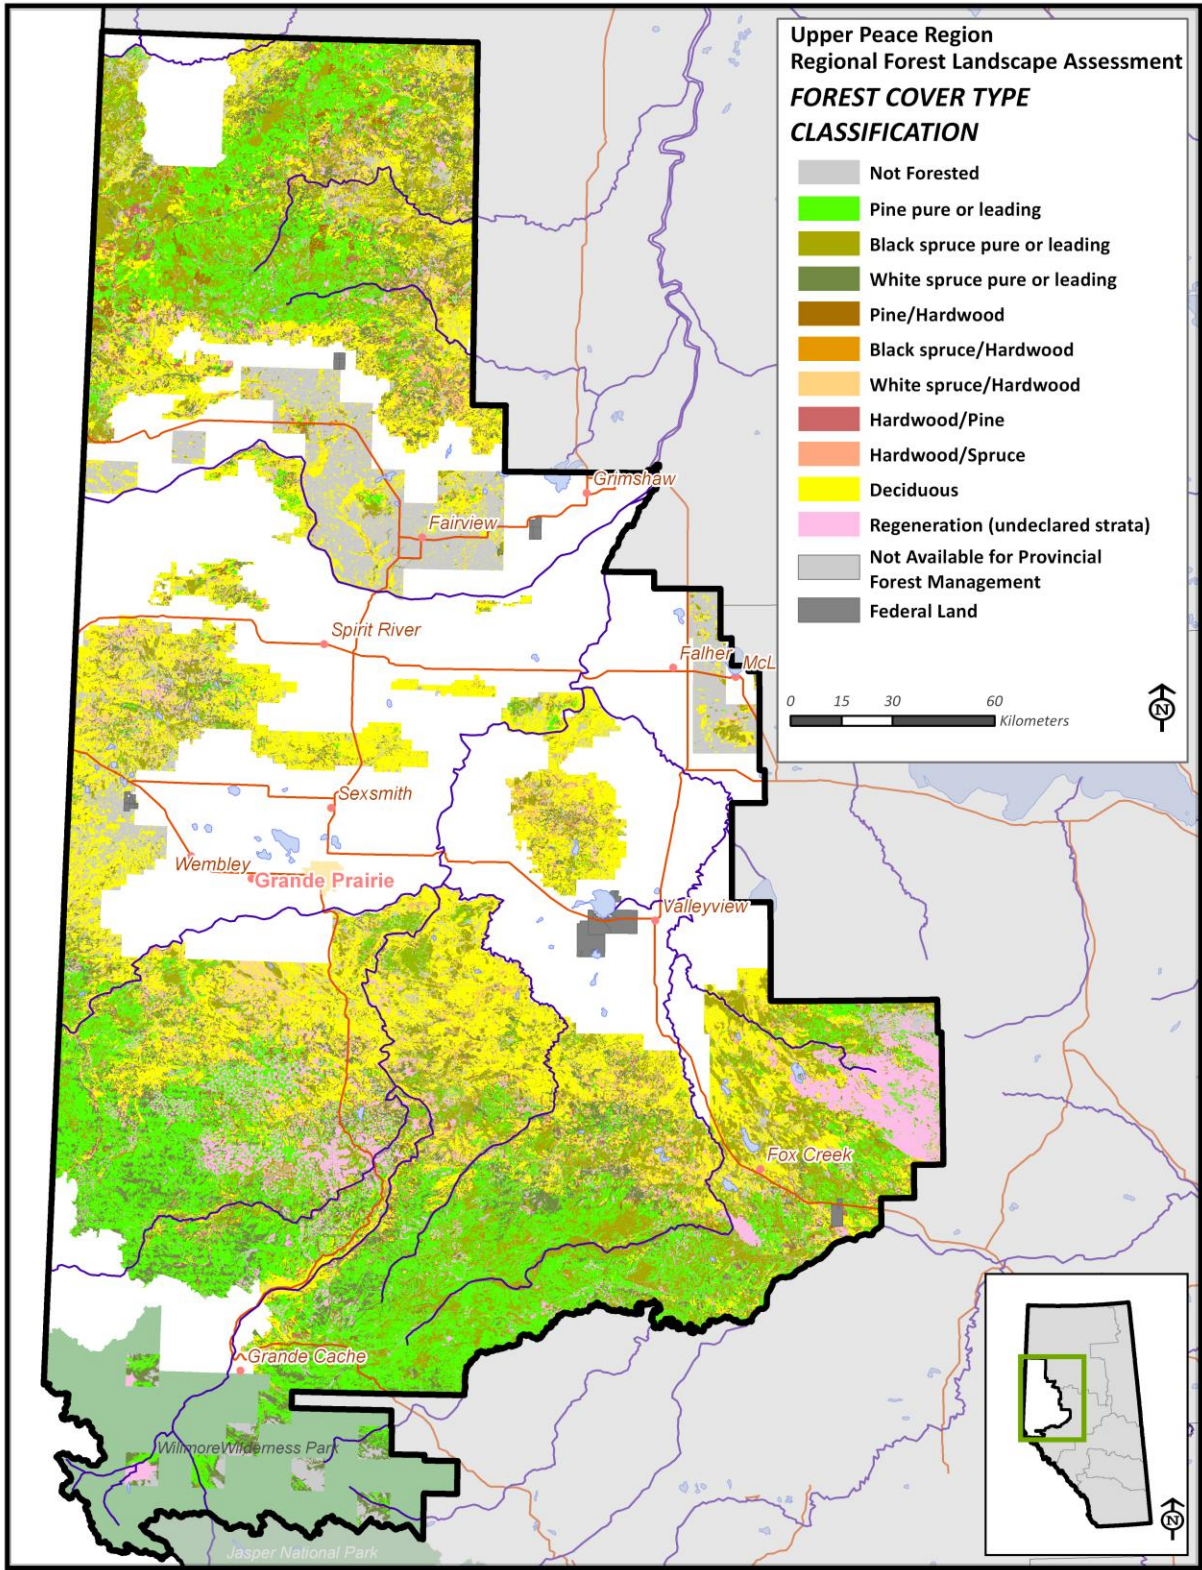 Upper Peace Region
Regional Forest Landscape Assessment
FOREST COVER TYPE
CLASSIFICATION
Not Forested
Pine pure or leading
Black spruce pure or leading
White spruce pure or leading
Pine/Hardwood
Black spruce/Hardwood
White spruce/Hardwood
Hardwood/Pine
Hardwood/Spruce
Deciduous
Regeneration (undeclared strata)
Not Available for Provincial
Forest Management
Federal Land
0 15 30 60
Kilometers
N
Grimshaw
Fairview
Spirit River
Falher
McL
Sexsmith
Wembley
Grande Prairie
Valleyview
Fox Creek
Grande Cache
WillmoreWilderness Park
Jasper National Park
N